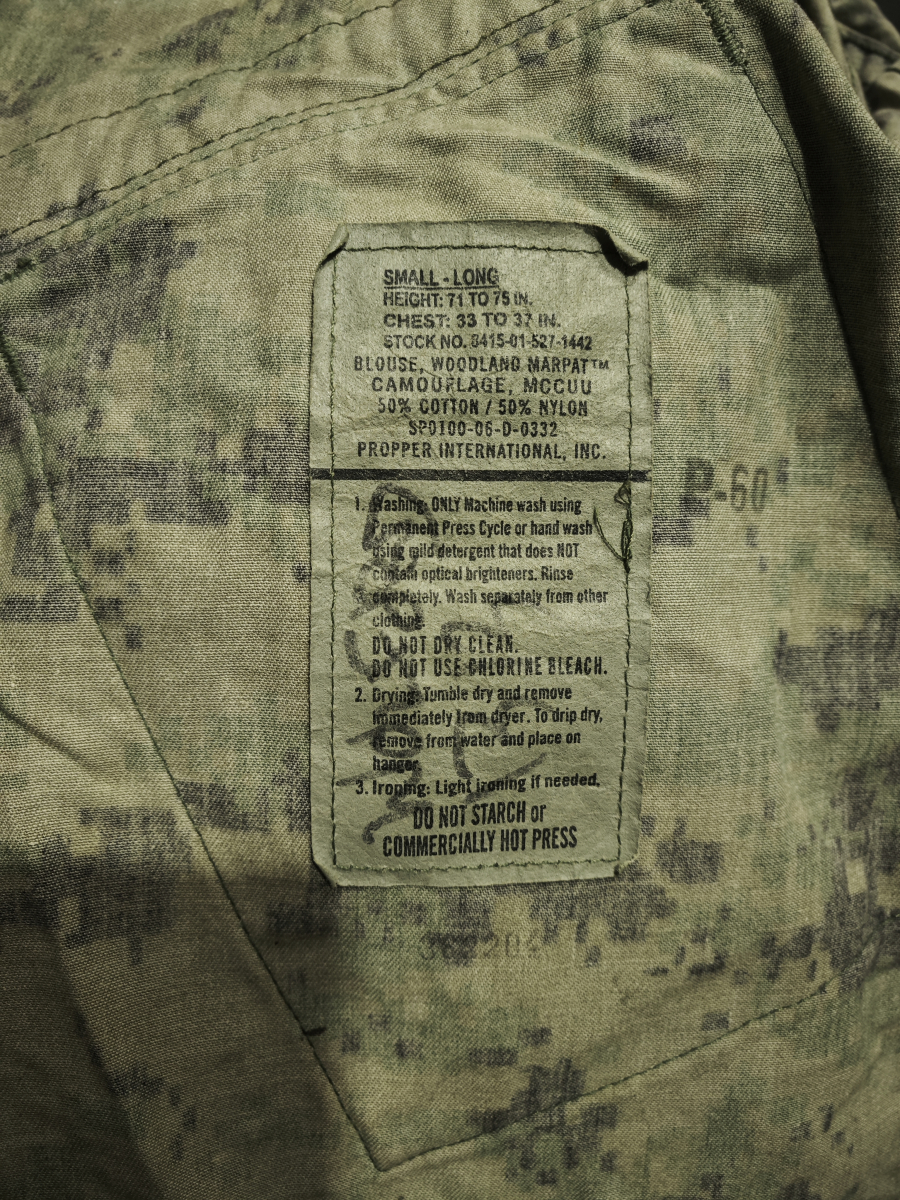 SMALL - LONG
HEIGHT: 71 TO 75 IN.
CHEST: 33 TO 37 IN.
STOCK NO. 8415-01-527-1442
BLOUSE, WOODLAND MARPAT™
CAMOUFLAGE, MCCUU
50% COTTON / 50% NYLON
SP0100-06-D-0332
PROPPER INTERNATIONAL, INC.
1. Washing: ONLY Machine wash using
Permanent Press Cycle or hand wash
using mild detergent that does NOT
contain optical brighteners. Rinse
completely. Wash separately from other
clothing.
DO NOT DRY CLEAN.
DO NOT USE CHLORINE BLEACH.
2. Drying: Tumble dry and remove
immediately from dryer. To drip dry,
remove from water and place on
hanger.
3. Ironing: Light ironing if needed.
DO NOT STARCH or
COMMERCIALLY HOT PRESS
P-60